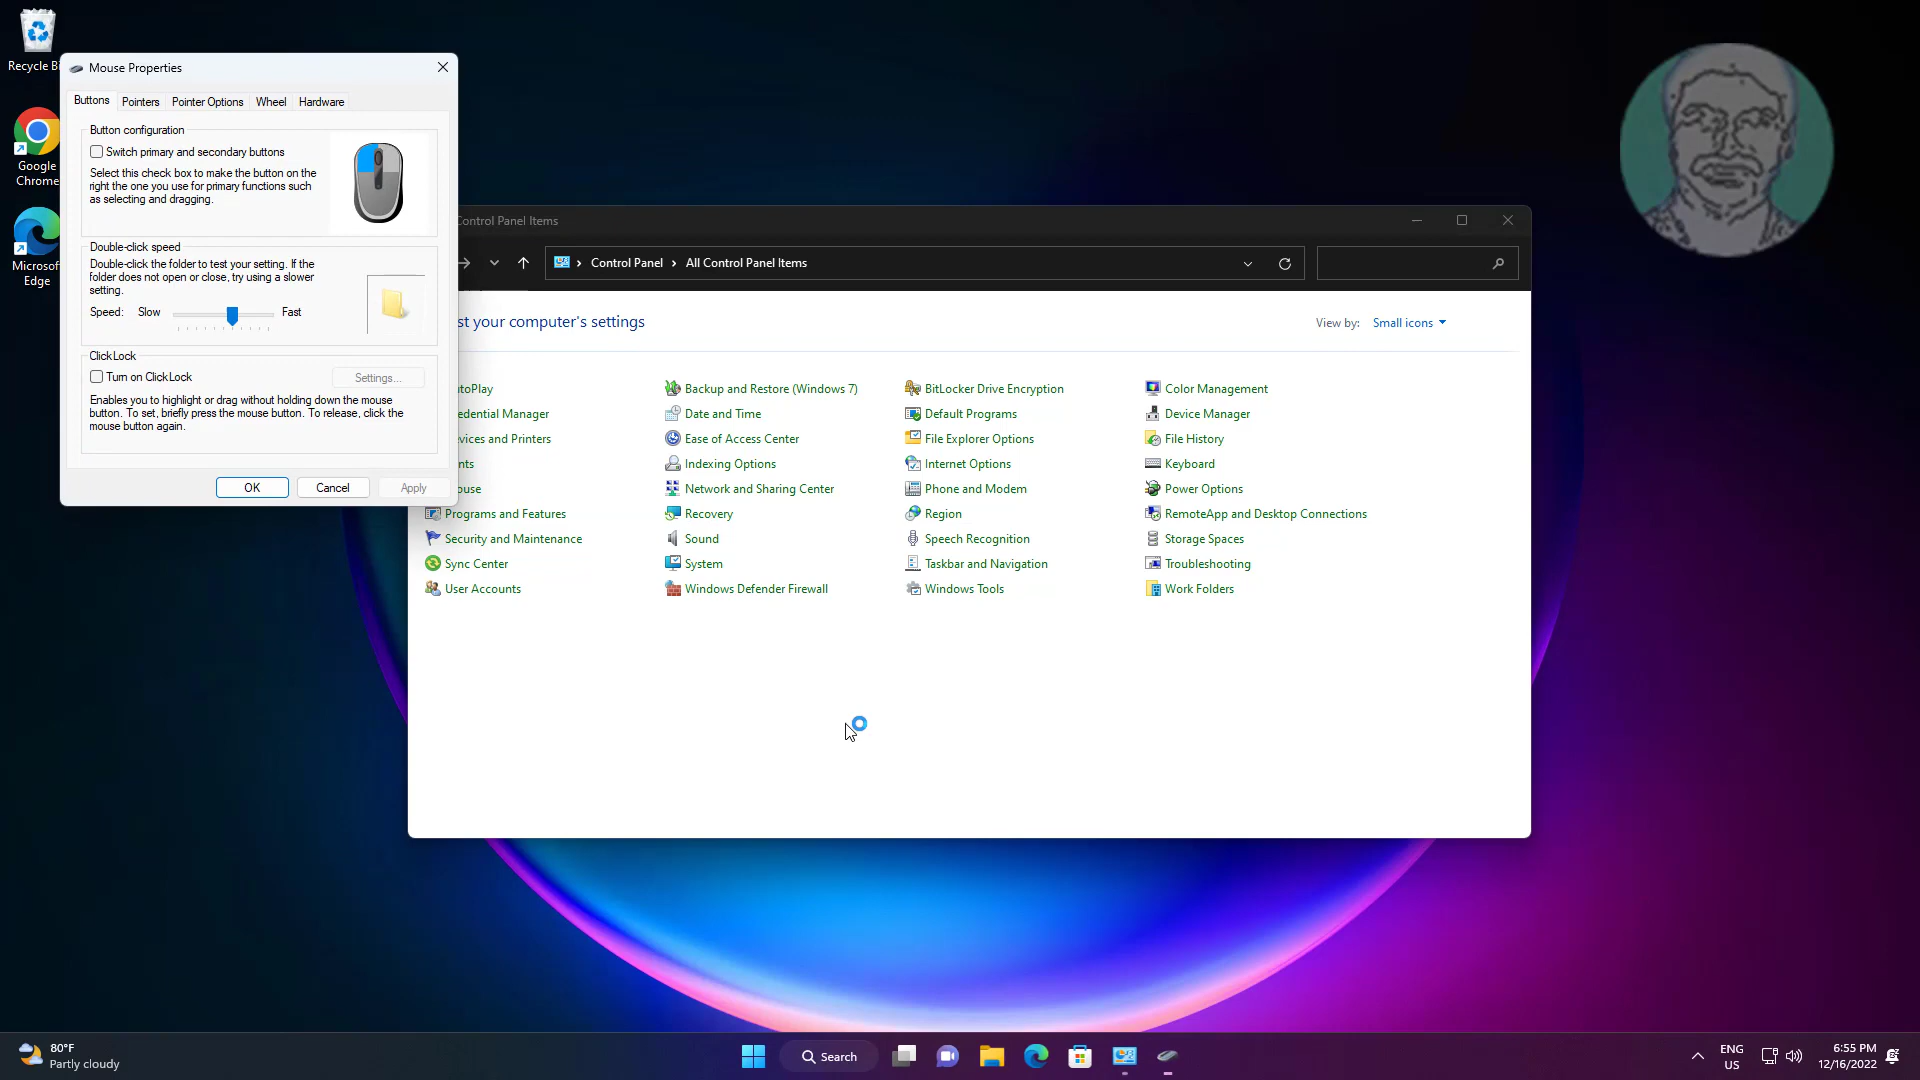 Recycle Bi
Google
Chrome
Microsof
Edge
Mouse Properties
Buttons
Pointers
Pointer Options
Wheel
Hardware
Button configuration
Switch primary and secondary buttons
Select this check box to make the button on the
right the one you use for primary functions such
as selecting and dragging.
Double-click speed
Double-click the folder to test your setting. If the
folder does not open or close, try using a slower
setting.
Speed: Slow Fast
ClickLock
Turn on ClickLock
Settings...
Enables you to highlight or drag without holding down the mouse
button. To set, briefly press the mouse button. To release, click the
mouse button again.
OK
Cancel
Apply
Control Panel Items
Control Panel > All Control Panel Items
st your computer's settings
View by: Small icons
utoPlay
Backup and Restore (Windows 7)
BitLocker Drive Encryption
Color Management
edential Manager
Date and Time
Default Programs
Device Manager
vices and Printers
Ease of Access Center
File Explorer Options
File History
nts
Indexing Options
Internet Options
Keyboard
ouse
Network and Sharing Center
Phone and Modem
Power Options
Programs and Features
Recovery
Region
RemoteApp and Desktop Connections
Security and Maintenance
Sound
Speech Recognition
Storage Spaces
Sync Center
System
Taskbar and Navigation
Troubleshooting
User Accounts
Windows Defender Firewall
Windows Tools
Work Folders
80°F
Partly cloudy
Search
ENG
US
6:55 PM
12/16/2022